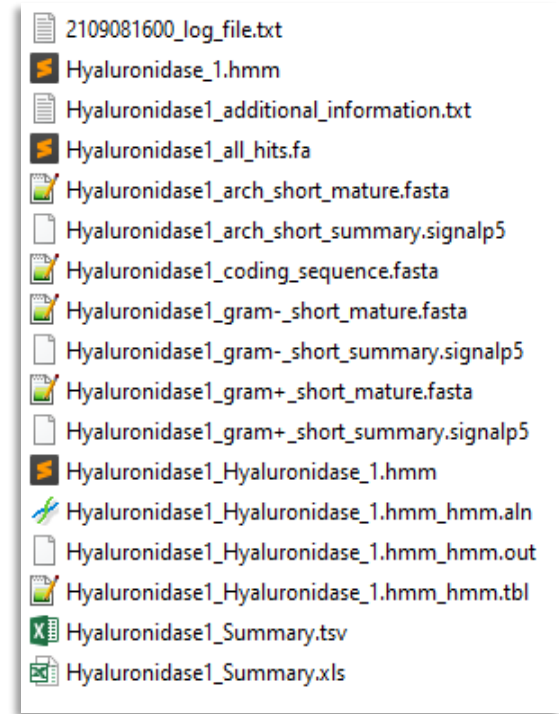 2109081600_log_file.txt
Hyaluronidase_1.hmm
Hyaluronidase1_additional_information.txt
Hyaluronidase1_all_hits.fa
Hyaluronidase1_arch_short_mature.fasta
Hyaluronidase1_arch_short_summary.signalp5
Hyaluronidase1_coding_sequence.fasta
Hyaluronidase1_gram-_short_mature.fasta
Hyaluronidase1_gram-_short_summary.signalp5
Hyaluronidase1_gram+_short_mature.fasta
Hyaluronidase1_gram+_short_summary.signalp5
Hyaluronidase1_Hyaluronidase_1.hmm
Hyaluronidase1_Hyaluronidase_1.hmm_hmm.aln
Hyaluronidase1_Hyaluronidase_1.hmm_hmm.out
Hyaluronidase1_Hyaluronidase_1.hmm_hmm.tbl
Hyaluronidase1_Summary.tsv
Hyaluronidase1_Summary.xls